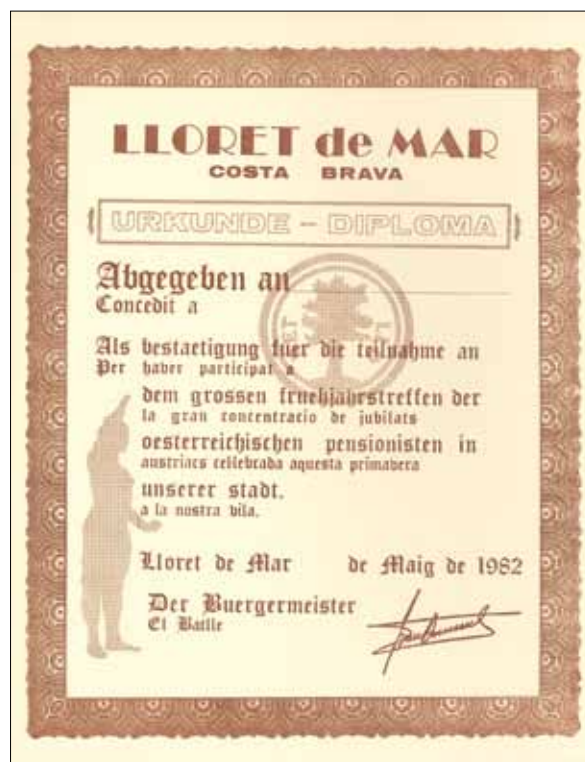 LLORET de MAR
COSTA BRAVA
URKUNDE - DIPLOMA
Abgegeben an
Concedit a
Als bestaetigung fuer die teilnahme an
Per haver participat a
dem grossen fruehjahrstreffen der
la gran concentracio de jubilats
oesterreichischen pensionisten in
austriacs cellebrada aquesta primavera
unserer stadt.
a la nostra vila.
Lloret de Mar de Maig de 1982
Der Buergermeister
El Batlle